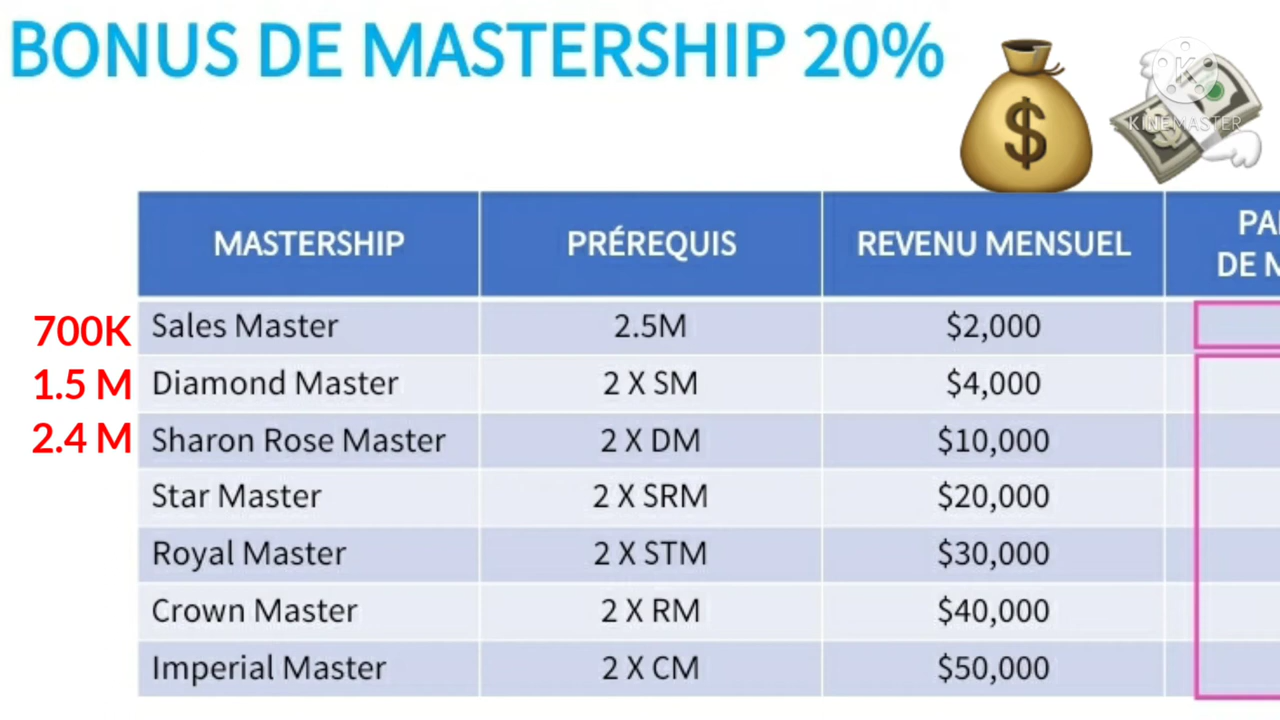 BONUS DE MASTERSHIP 20%
$
KINEMASTER
MASTERSHIP PRÉREQUIS REVENU MENSUEL
DE
700K Sales Master 2.5M $2,000
1.5 M Diamond Master 2 X SM $4,000
2.4 M Sharon Rose Master 2 X DM $10,000
Star Master 2 X SRM $20,000
Royal Master 2 X STM $30,000
Crown Master 2 X RM $40,000
Imperial Master 2 X CM $50,000